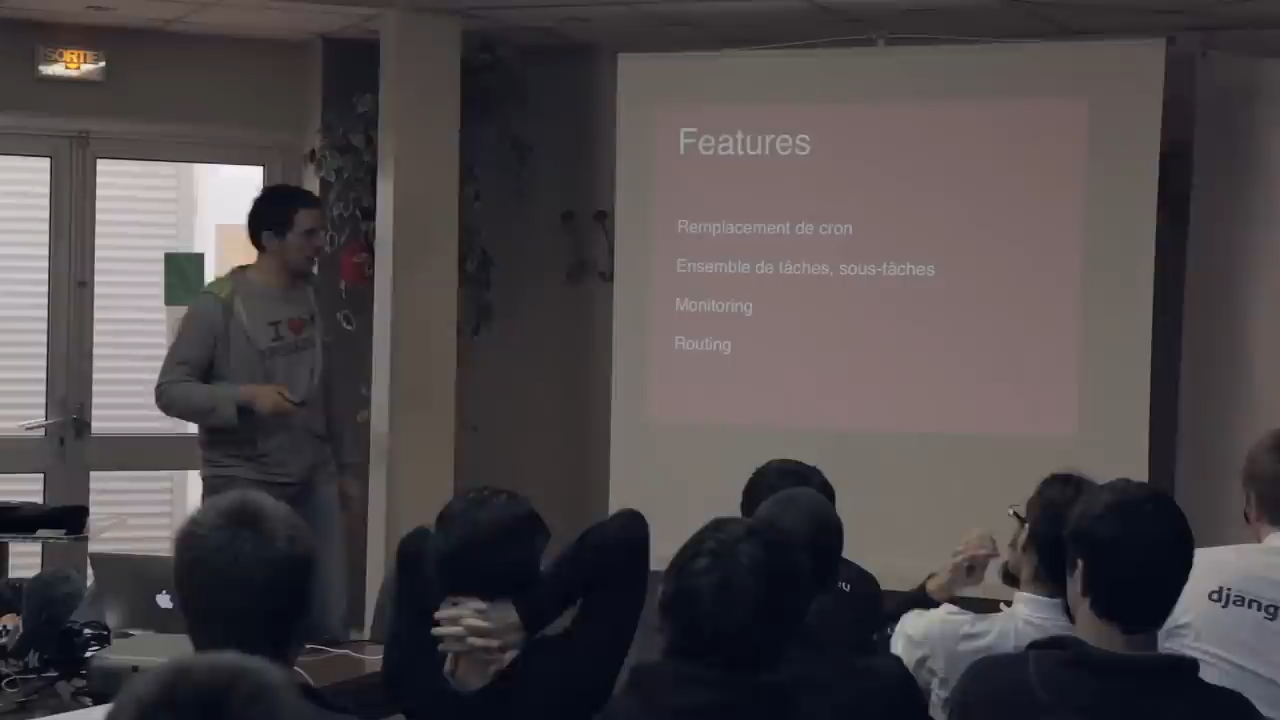 SORTIE
Features
Remplacement de cron
Ensemble de tâches, sous-tâches
Monitoring
Routing
I
djang